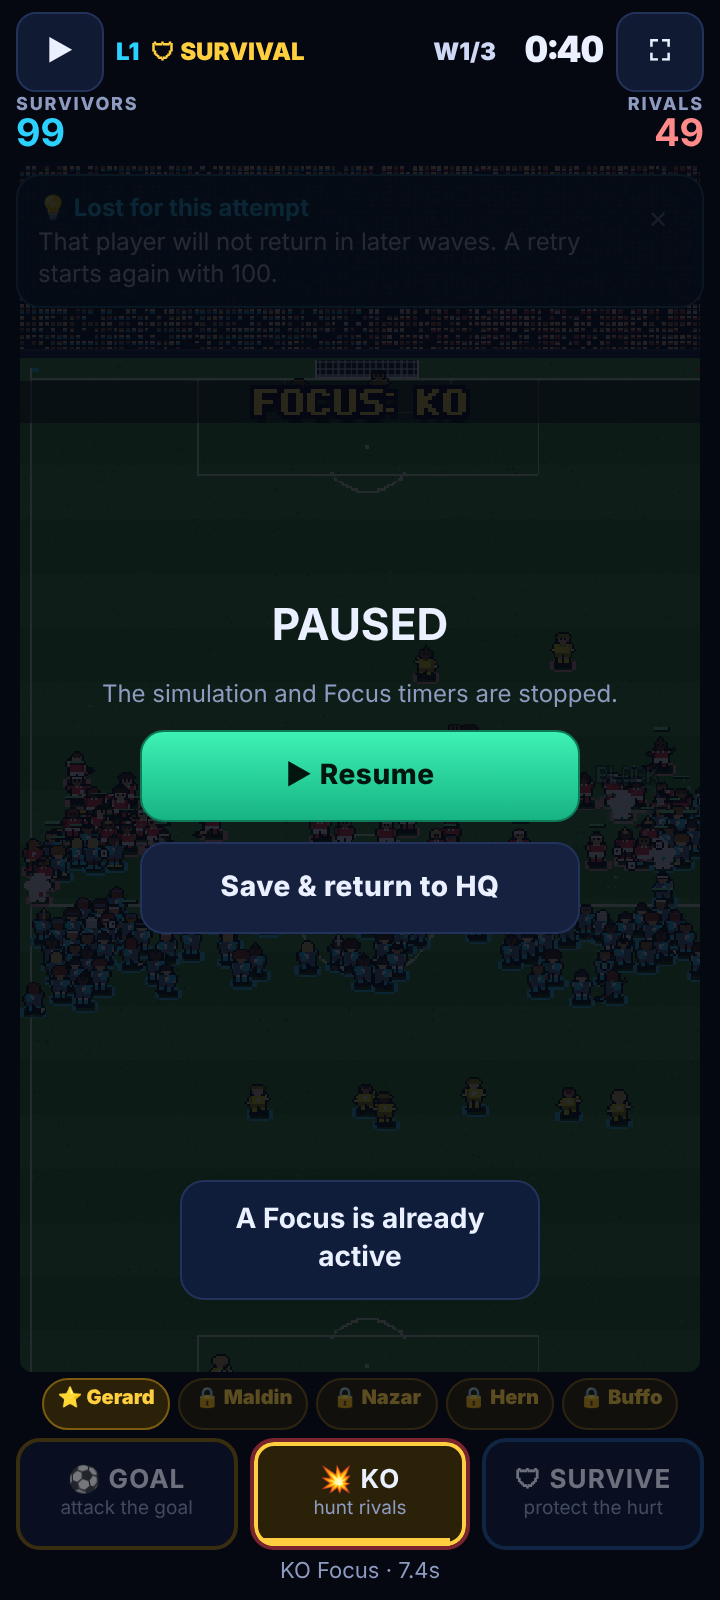 L1 🛡 SURVIVAL W1/3 0:40
SURVIVORS RIVALS
99 49
💡 Lost for this attempt
That player will not return in later waves. A retry
starts again with 100.
FOCUS: KO
PAUSED
The simulation and Focus timers are stopped.
▶ Resume
BLOCK
Save & return to HQ
A Focus is already
active
⭐ Gerard 🔒 Maldin 🔒 Nazar 🔒 Hern 🔒 Buffo
⚽ GOAL 💥 KO 🛡 SURVIVE
attack the goal hunt rivals protect the hurt
KO Focus · 7.4s